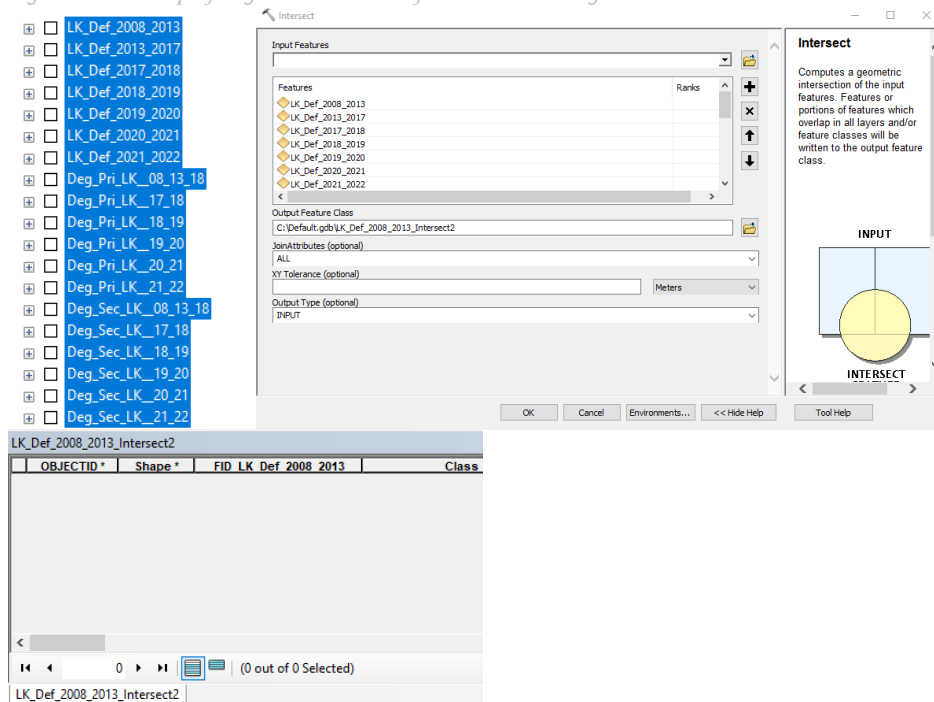 LK_Def_2008_2013
LK_Def_2013_2017
LK_Def_2017_2018
LK_Def_2018_2019
LK_Def_2019_2020
LK_Def_2020_2021
LK_Def_2021_2022
Deg_Pri_LK__08_13_18
Deg_Pri_LK__17_18
Deg_Pri_LK__18_19
Deg_Pri_LK__19_20
Deg_Pri_LK__20_21
Deg_Pri_LK__21_22
Deg_Sec_LK__08_13_18
Deg_Sec_LK__17_18
Deg_Sec_LK__18_19
Deg_Sec_LK__19_20
Deg_Sec_LK__20_21
Deg_Sec_LK__21_22
Intersect
Input Features
Features Ranks
LK_Def_2008_2013
LK_Def_2013_2017
LK_Def_2017_2018
LK_Def_2018_2019
LK_Def_2019_2020
LK_Def_2020_2021
LK_Def_2021_2022
Output Feature Class
C:\Default.gdb\LK_Def_2008_2013_Intersect2
JoinAttributes (optional)
ALL
XY Tolerance (optional)
Meters
Output Type (optional)
INPUT
OK Cancel Environments... << Hide Help Tool Help
Intersect
Computes a geometric
intersection of the input
features. Features or
portions of features which
overlap in all layers and/or
feature classes will be
written to the output feature
class.
INPUT
INTERSECT
LK_Def_2008_2013_Intersect2
OBJECTID * Shape * FID_LK_Def_2008_2013 Class
0 (0 out of 0 Selected)
LK_Def_2008_2013_Intersect2